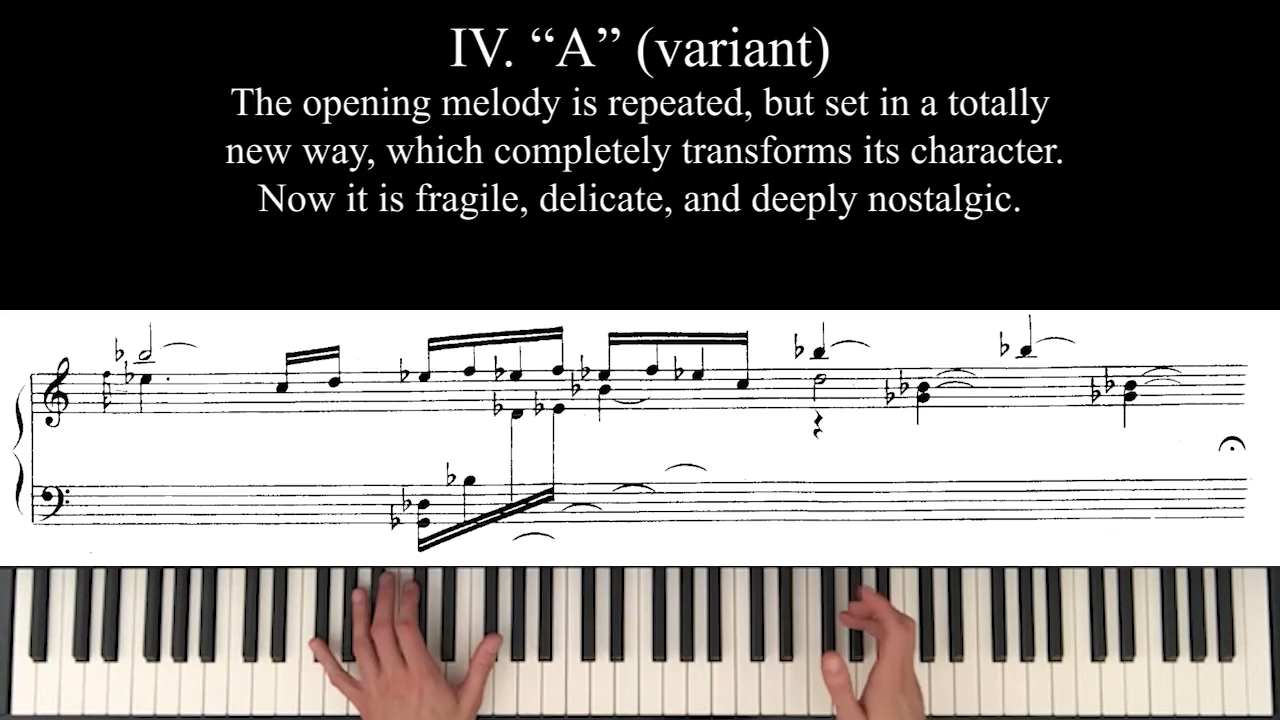 IV. “A” (variant)
The opening melody is repeated, but set in a totally
new way, which completely transforms its character.
Now it is fragile, delicate, and deeply nostalgic.